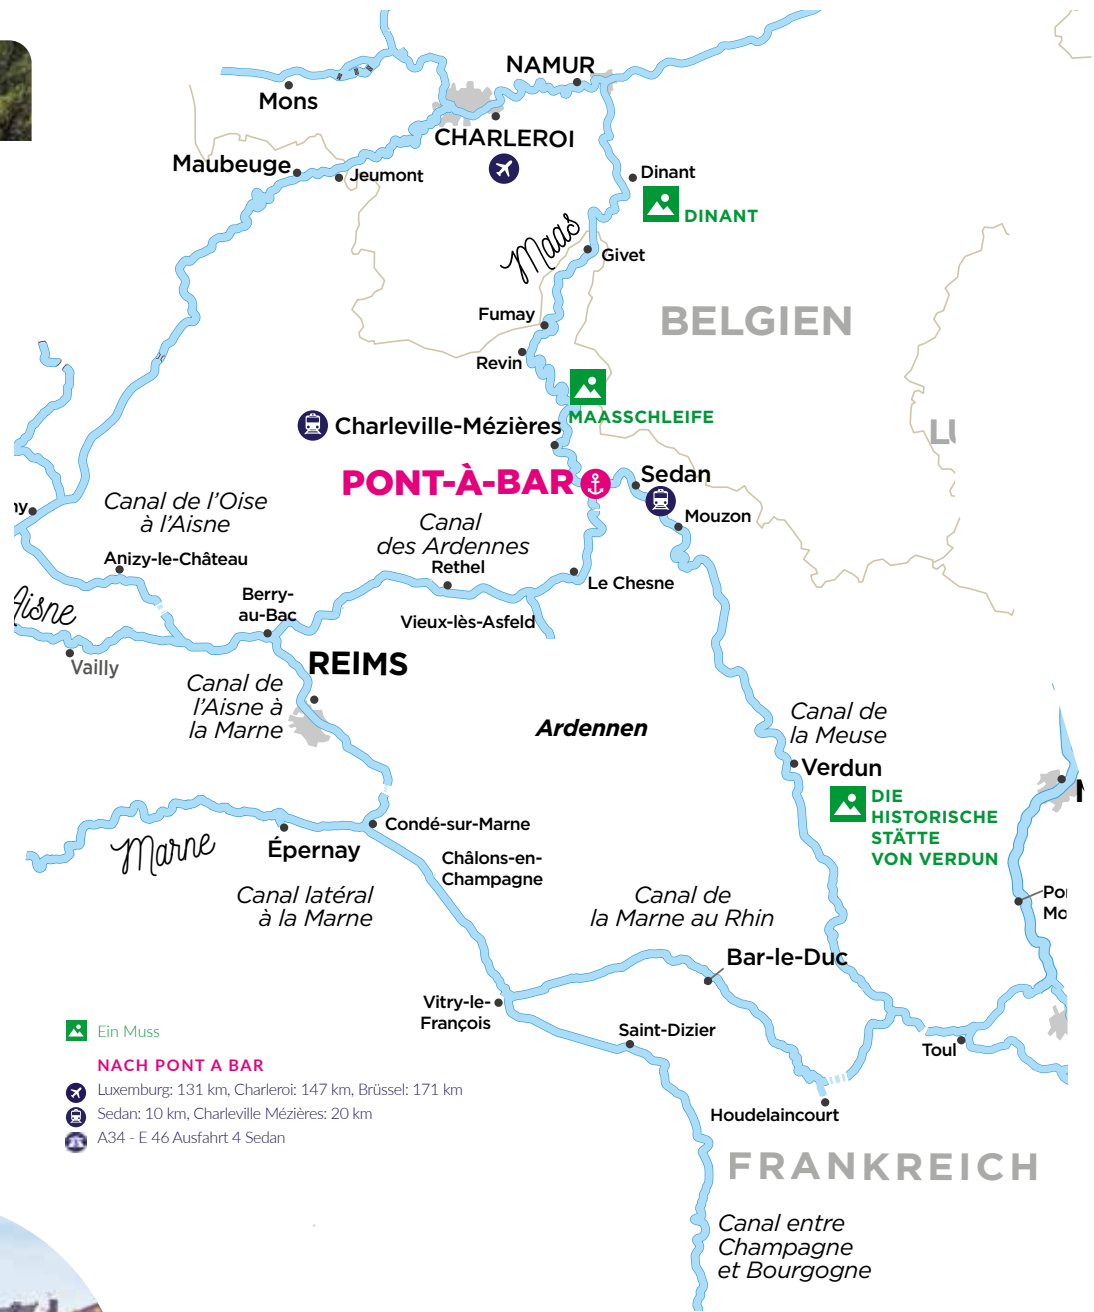 NAMUR
Mons
CHARLEROI
Maubeuge
Jeumont
Dinant
DINANT
Maas
Givet
Fumay
BELGIEN
Revin
MAASSCHLEIFE
Charleville-Mézières
PONT-À-BAR
Sedan
Mouzon
Canal de l'Oise
à l'Aisne
Canal
des Ardennes
Anizy-le-Château
Rethel
Le Chesne
Aisne
Berry-
au-Bac
Vieux-lès-Asfeld
Vailly
REIMS
Canal de
l'Aisne à
la Marne
Ardennen
Canal de
la Meuse
Verdun
DIE
HISTORISCHE
STÄTTE
VON VERDUN
Marne
Condé-sur-Marne
Épernay
Châlons-en-
Champagne
Canal latéral
à la Marne
Canal de
la Marne au Rhin
Bar-le-Duc
Vitry-le-
François
Saint-Dizier
Toul
Houdelaincourt
FRANKREICH
Canal entre
Champagne
et Bourgogne
Ein Muss
NACH PONT A BAR
Luxemburg: 131 km, Charleroi: 147 km, Brüssel: 171 km
Sedan: 10 km, Charleville Mézières: 20 km
A34 - E 46 Ausfahrt 4 Sedan